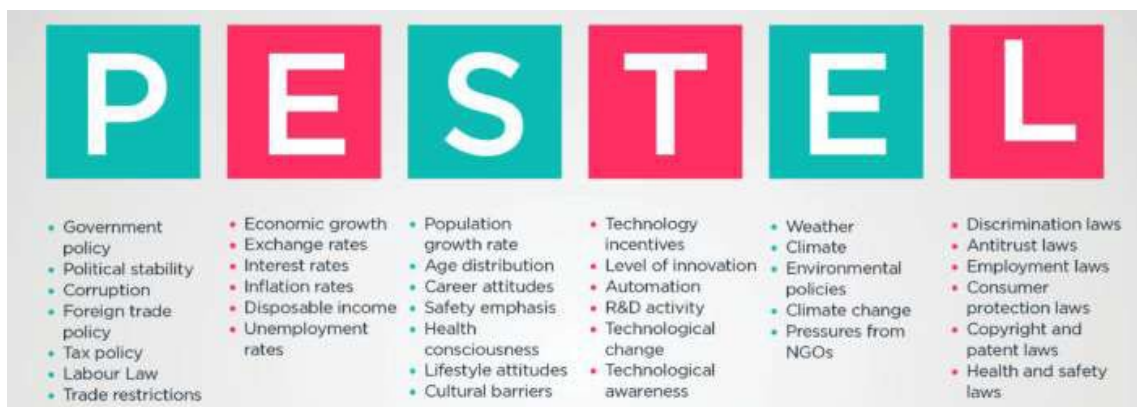 P E S T E L
• Government
policy
• Political stability
• Corruption
• Foreign trade
policy
• Tax policy
• Labour Law
• Trade restrictions
• Economic growth
• Exchange rates
• Interest rates
• Inflation rates
• Disposable income
• Unemployment
rates
• Population
growth rate
• Age distribution
• Career attitudes
• Safety emphasis
• Health
consciousness
• Lifestyle attitudes
• Cultural barriers
• Technology
incentives
• Level of innovation
• Automation
• R&D activity
• Technological
change
• Technological
awareness
• Weather
• Climate
• Environmental
policies
• Climate change
• Pressures from
NGOs
• Discrimination laws
• Antitrust laws
• Employment laws
• Consumer
protection laws
• Copyright and
patent laws
• Health and safety
laws